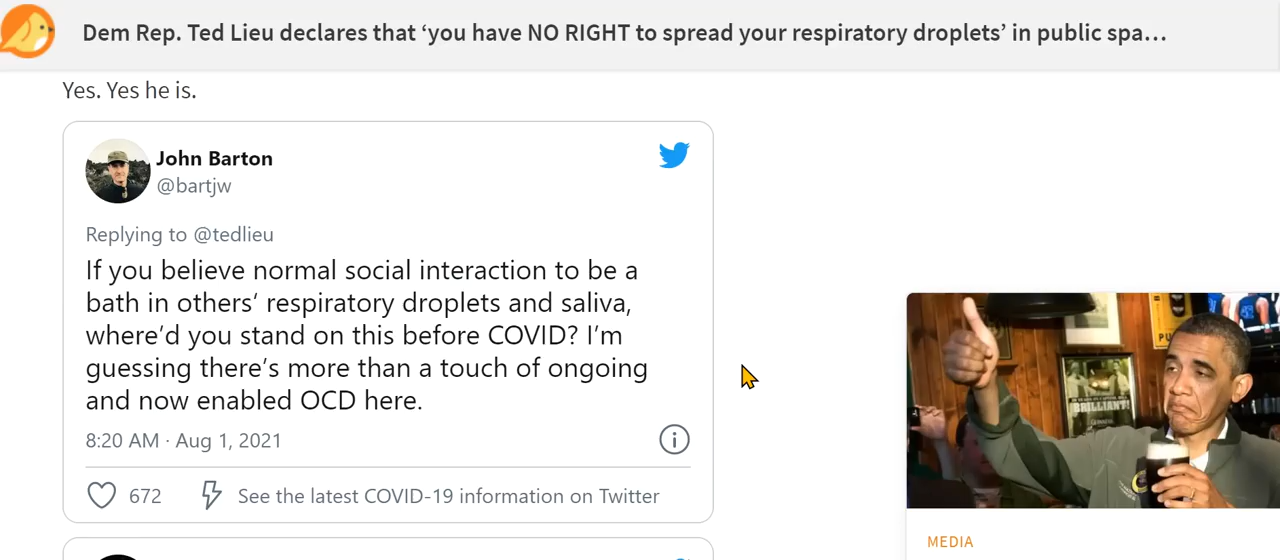 Dem Rep. Ted Lieu declares that ‘you have NO RIGHT to spread your respiratory droplets’ in public spa…
Yes. Yes he is.
John Barton
@bartjw
Replying to @tedlieu
If you believe normal social interaction to be a
bath in others’ respiratory droplets and saliva,
where’d you stand on this before COVID? I’m
guessing there’s more than a touch of ongoing
and now enabled OCD here.
8:20 AM · Aug 1, 2021
672
See the latest COVID-19 information on Twitter
BRILLIANT!
MEDIA